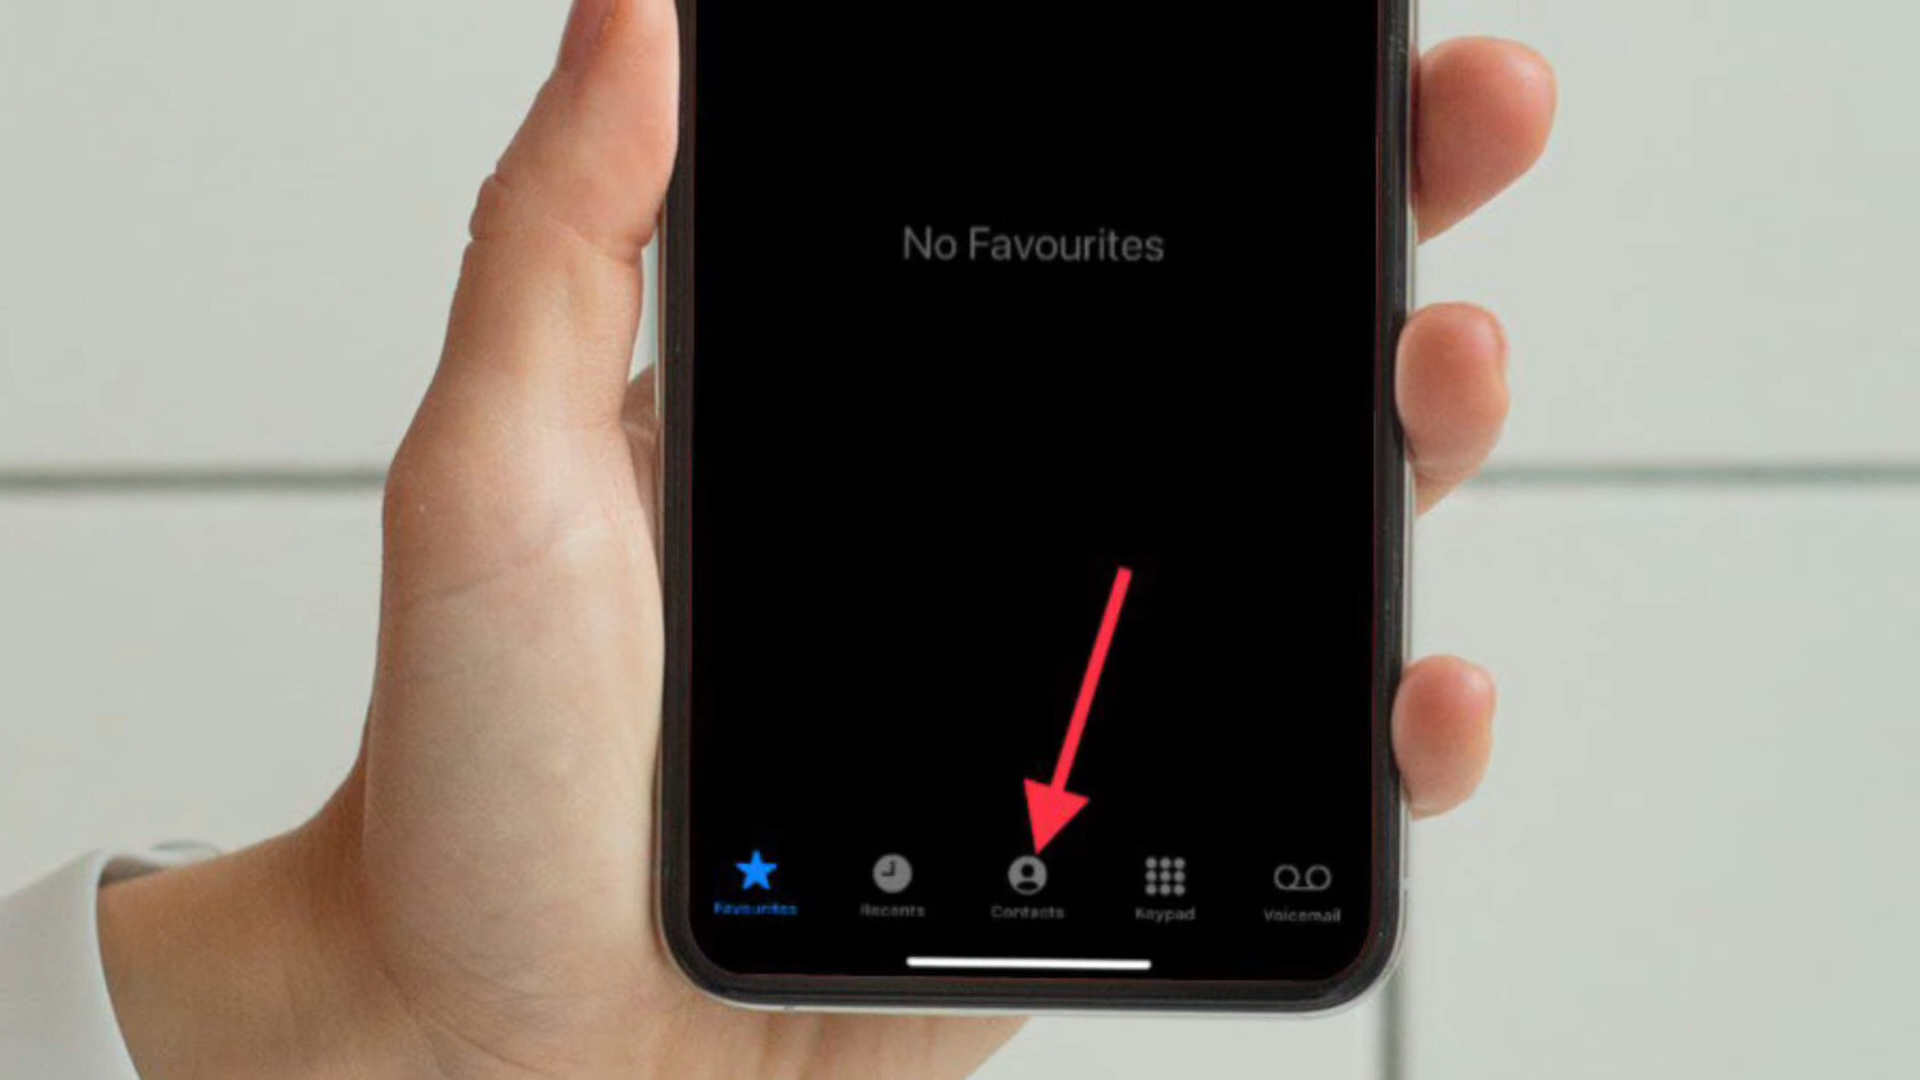 No Favourites
Favourites
Recents
Contacts
Keypad
Voicemail